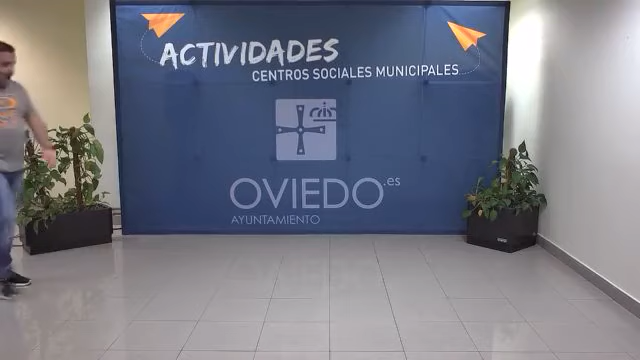 ACTIVIDADES
CENTROS SOCIALES MUNICIPALES
OVIEDO.es
AYUNTAMIENTO